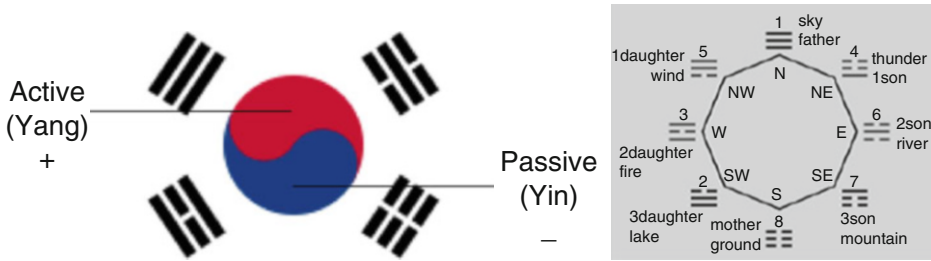 Active
(Yang)
+
Passive
(Yin)
–
1
sky
father
1daughter
wind
5
4
thunder
1son
N
NW
NE
3
W
E
6
2son
river
2daughter
fire
SW
SE
2
S
7
3daughter
lake
mother
ground
8
3son
mountain